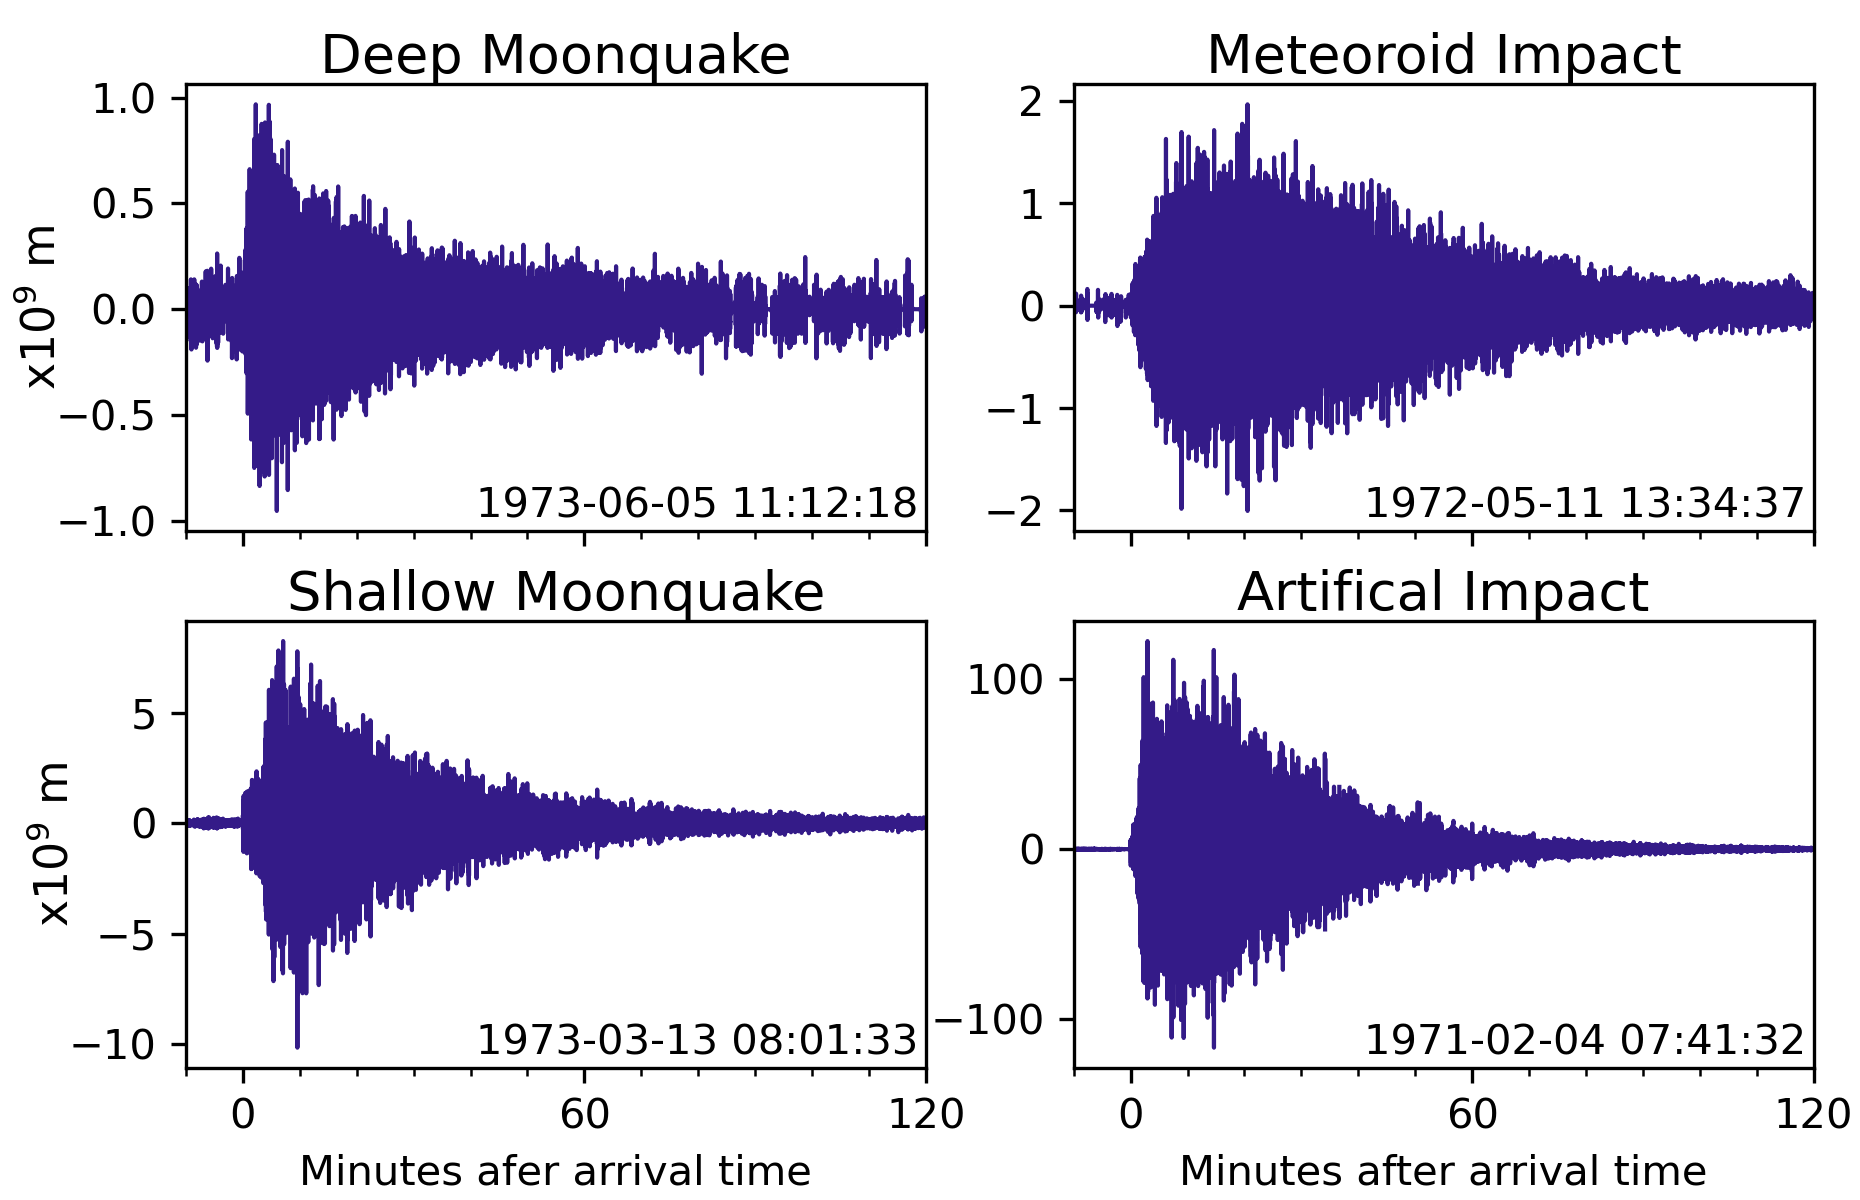 Deep Moonquake
1.0
0.5
0.0
−0.5
−1.0
x10⁹ m
1973-06-05 11:12:18
Meteoroid Impact
2
1
0
−1
−2
1972-05-11 13:34:37
Shallow Moonquake
5
0
−5
−10
x10⁹ m
1973-03-13 08:01:33
0 60 120
Minutes afer arrival time
Artifical Impact
100
0
−100
1971-02-04 07:41:32
0 60 120
Minutes after arrival time